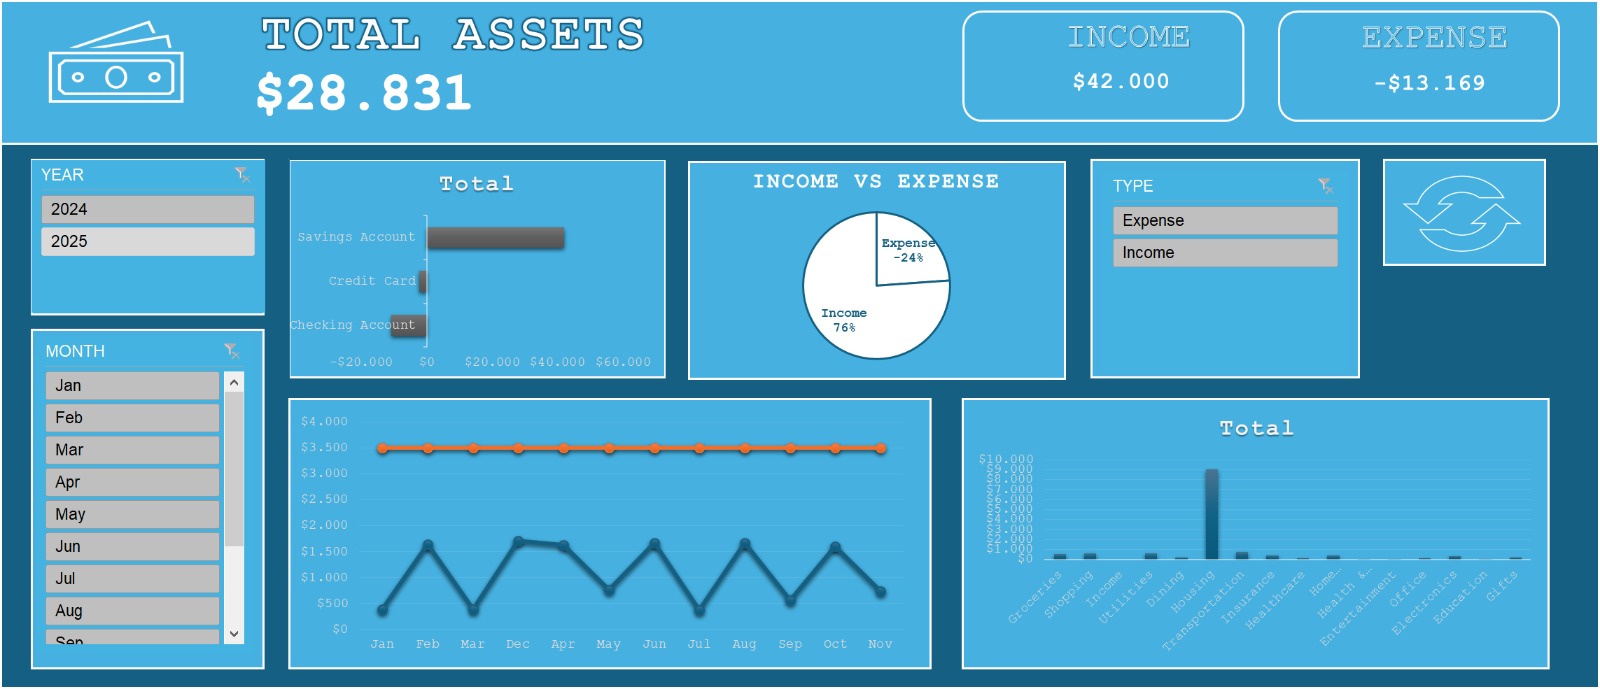 TOTAL ASSETS
$28.831
INCOME
$42.000
EXPENSE
-$13.169
YEAR
2024
2025
MONTH
Jan
Feb
Mar
Apr
May
Jun
Jul
Aug
Sep
Total
Savings Account
Credit Card
Checking Account
-$20.000 $0 $20.000 $40.000 $60.000
INCOME VS EXPENSE
Expense
-24%
Income
76%
TYPE
Expense
Income
$4.000
$3.500
$3.000
$2.500
$2.000
$1.500
$1.000
$500
$0
Jan Feb Mar Dec Apr May Jun Jul Aug Sep Oct Nov
Total
$10.000
$9.000
$8.000
$7.000
$6.000
$5.000
$4.000
$3.000
$2.000
$1.000
$0
Groceries
Shopping
Income
Utilities
Dining
Housing
Transportation
Insurance
Healthcare
Home…
Health &…
Entertainment
Office
Electronics
Education
Gifts